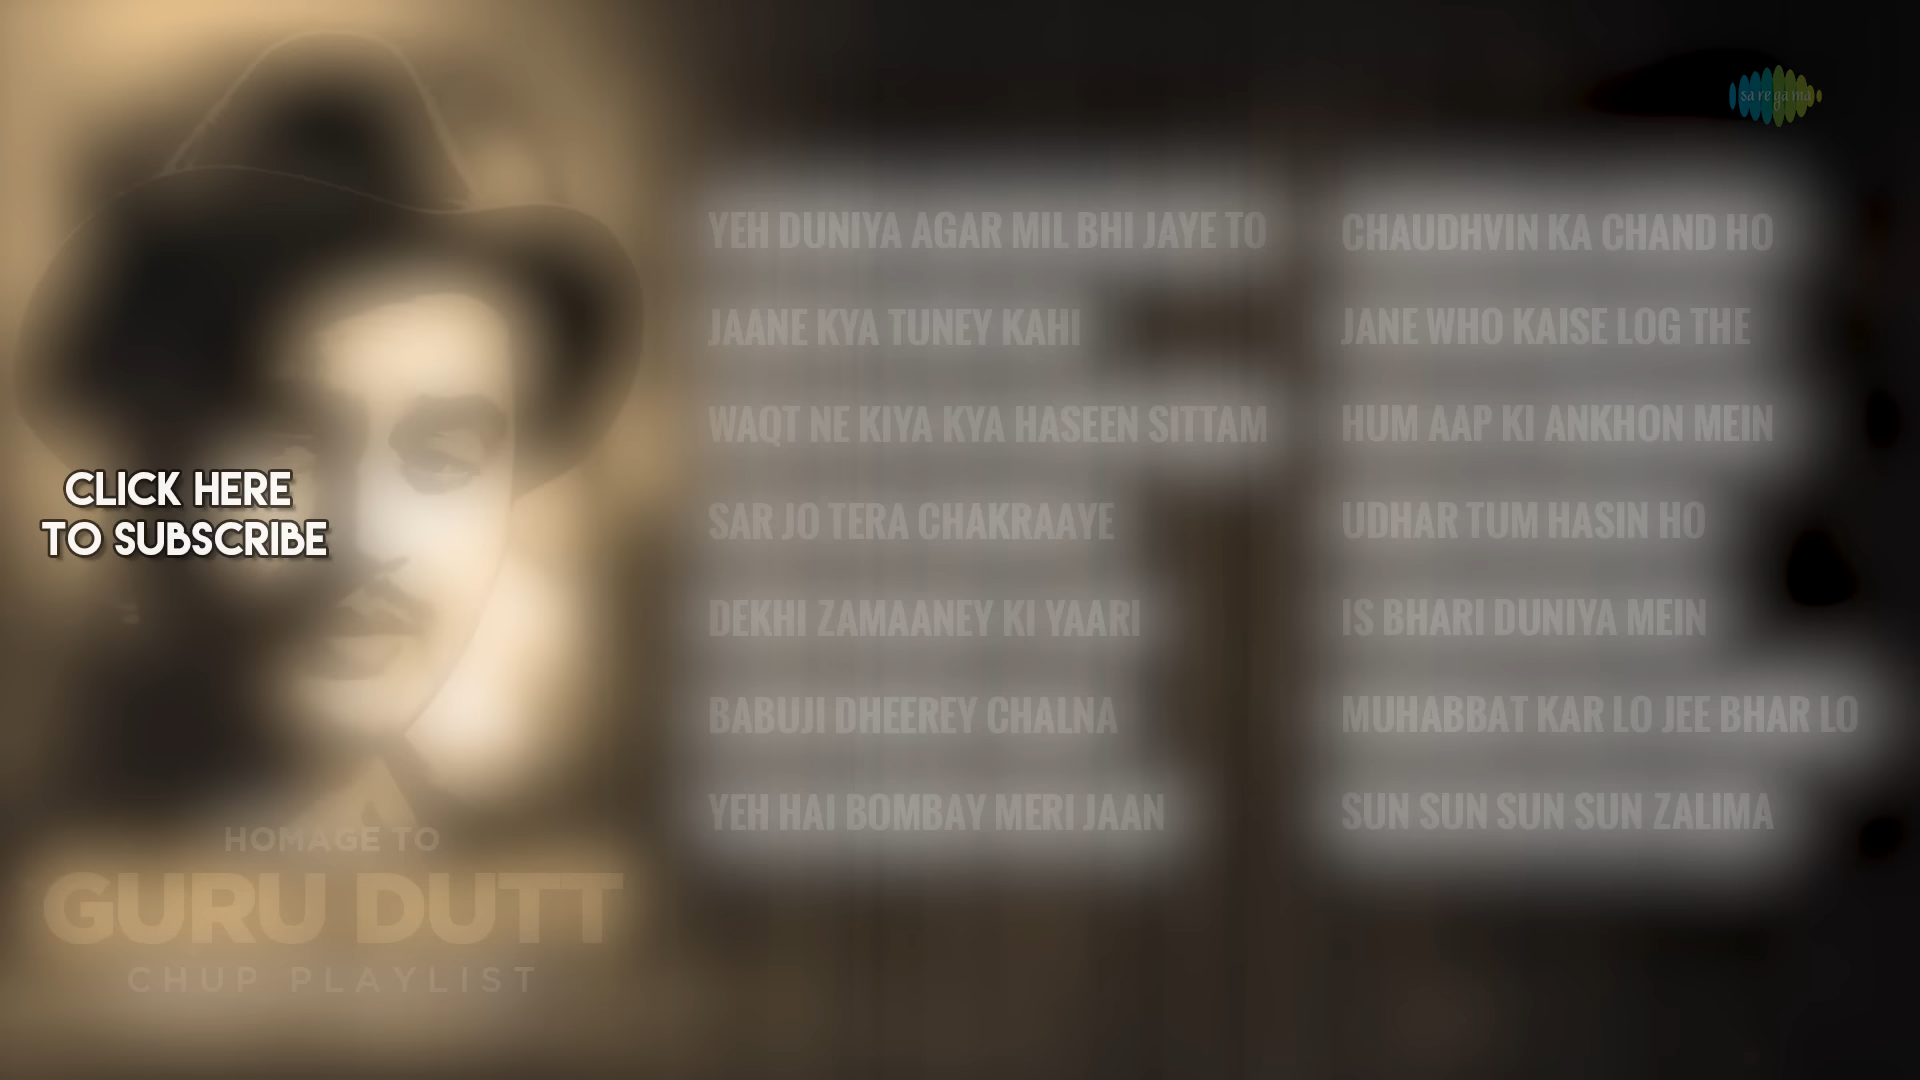 sa re ga ma
YEH DUNIYA AGAR MIL BHI JAYE TO
JAANE KYA TUNEY KAHI
WAQT NE KIYA KYA HASEEN SITTAM
SAR JO TERA CHAKRAAYE
DEKHI ZAMAANEY KI YAARI
BABUJI DHEEREY CHALNA
YEH HAI BOMBAY MERI JAAN
CHAUDHVIN KA CHAND HO
JANE WHO KAISE LOG THE
HUM AAP KI ANKHON MEIN
UDHAR TUM HASIN HO
IS BHARI DUNIYA MEIN
MUHABBAT KAR LO JEE BHAR LO
SUN SUN SUN SUN ZALIMA
CLICK HERE
TO SUBSCRIBE
HOMAGE TO
GURU DUTT
CHUP PLAYLIST